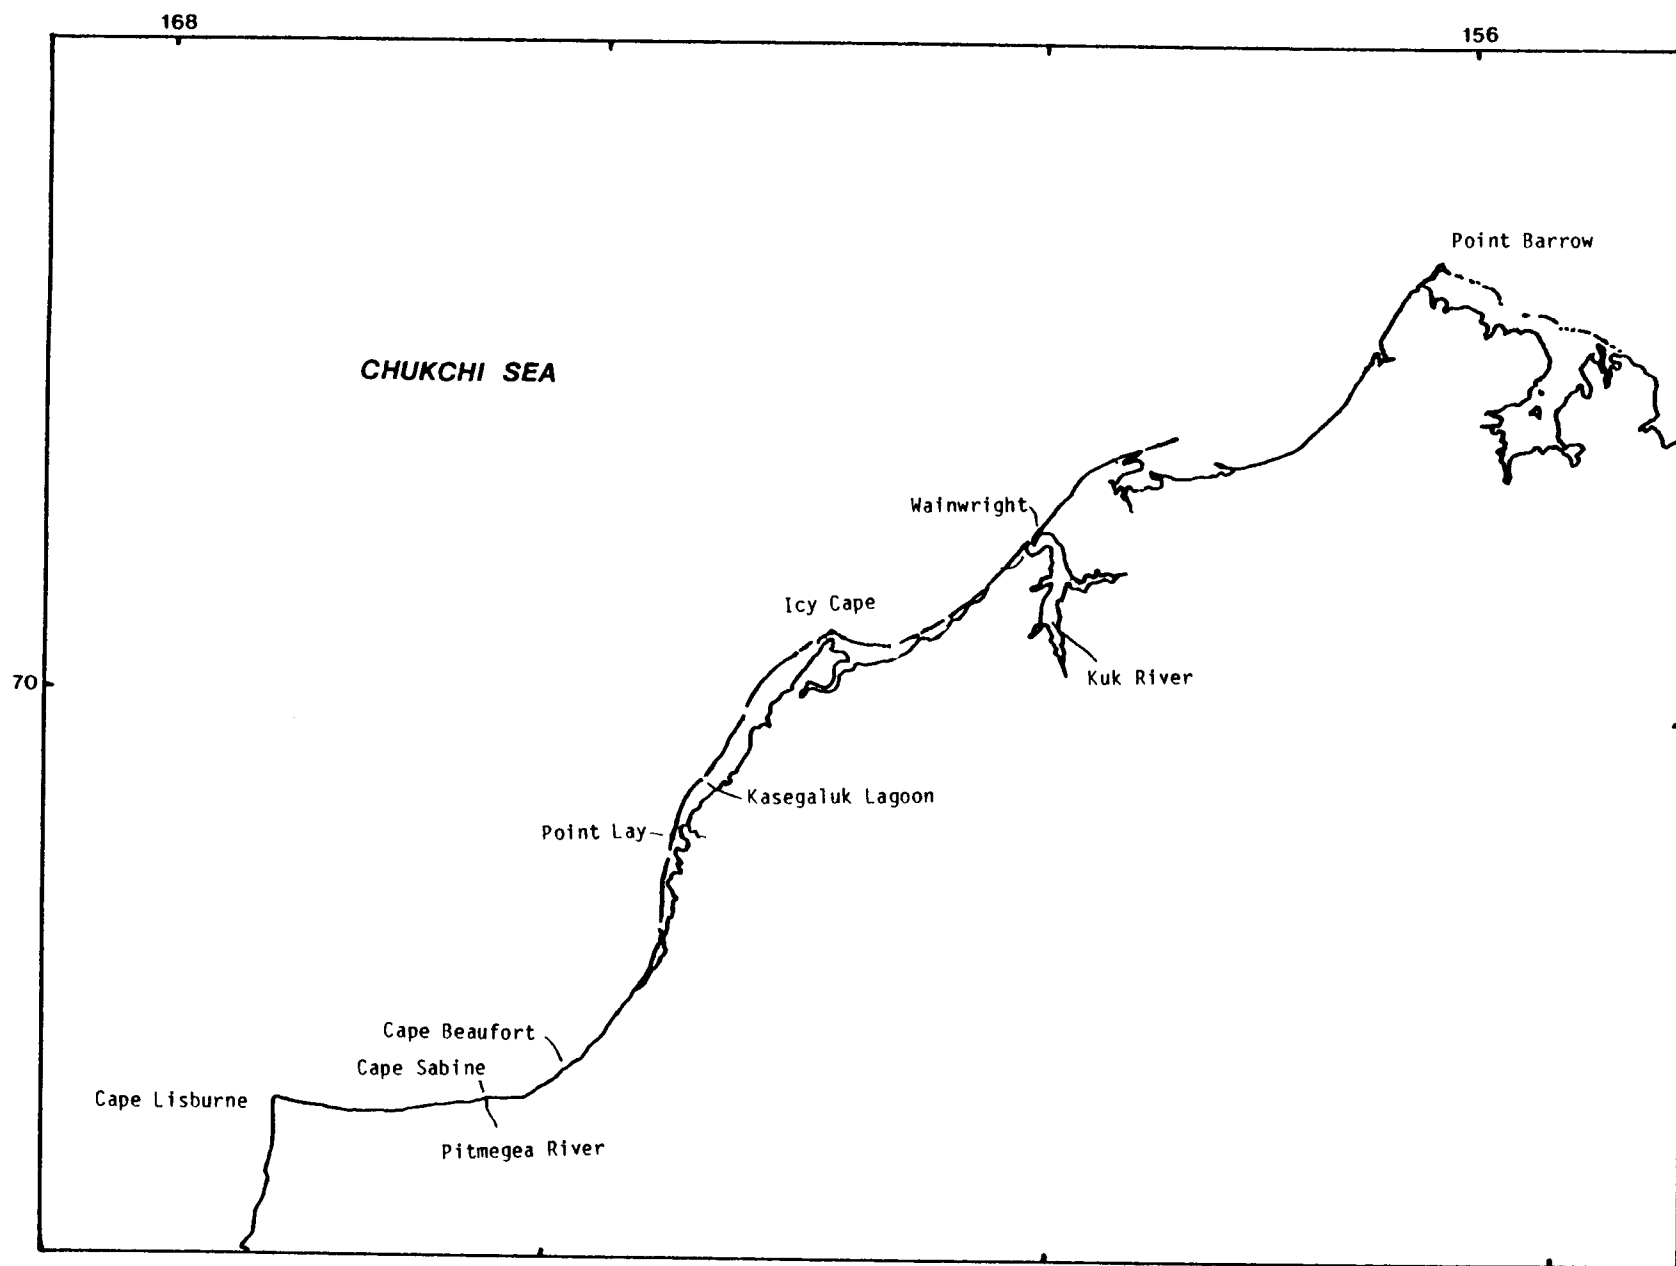 168
156
Point Barrow
CHUKCHI SEA
Wainwright
Icy Cape
Kuk River
70
Kasegaluk Lagoon
Point Lay
Cape Beaufort
Cape Sabine
Cape Lisburne
Pitmegea River